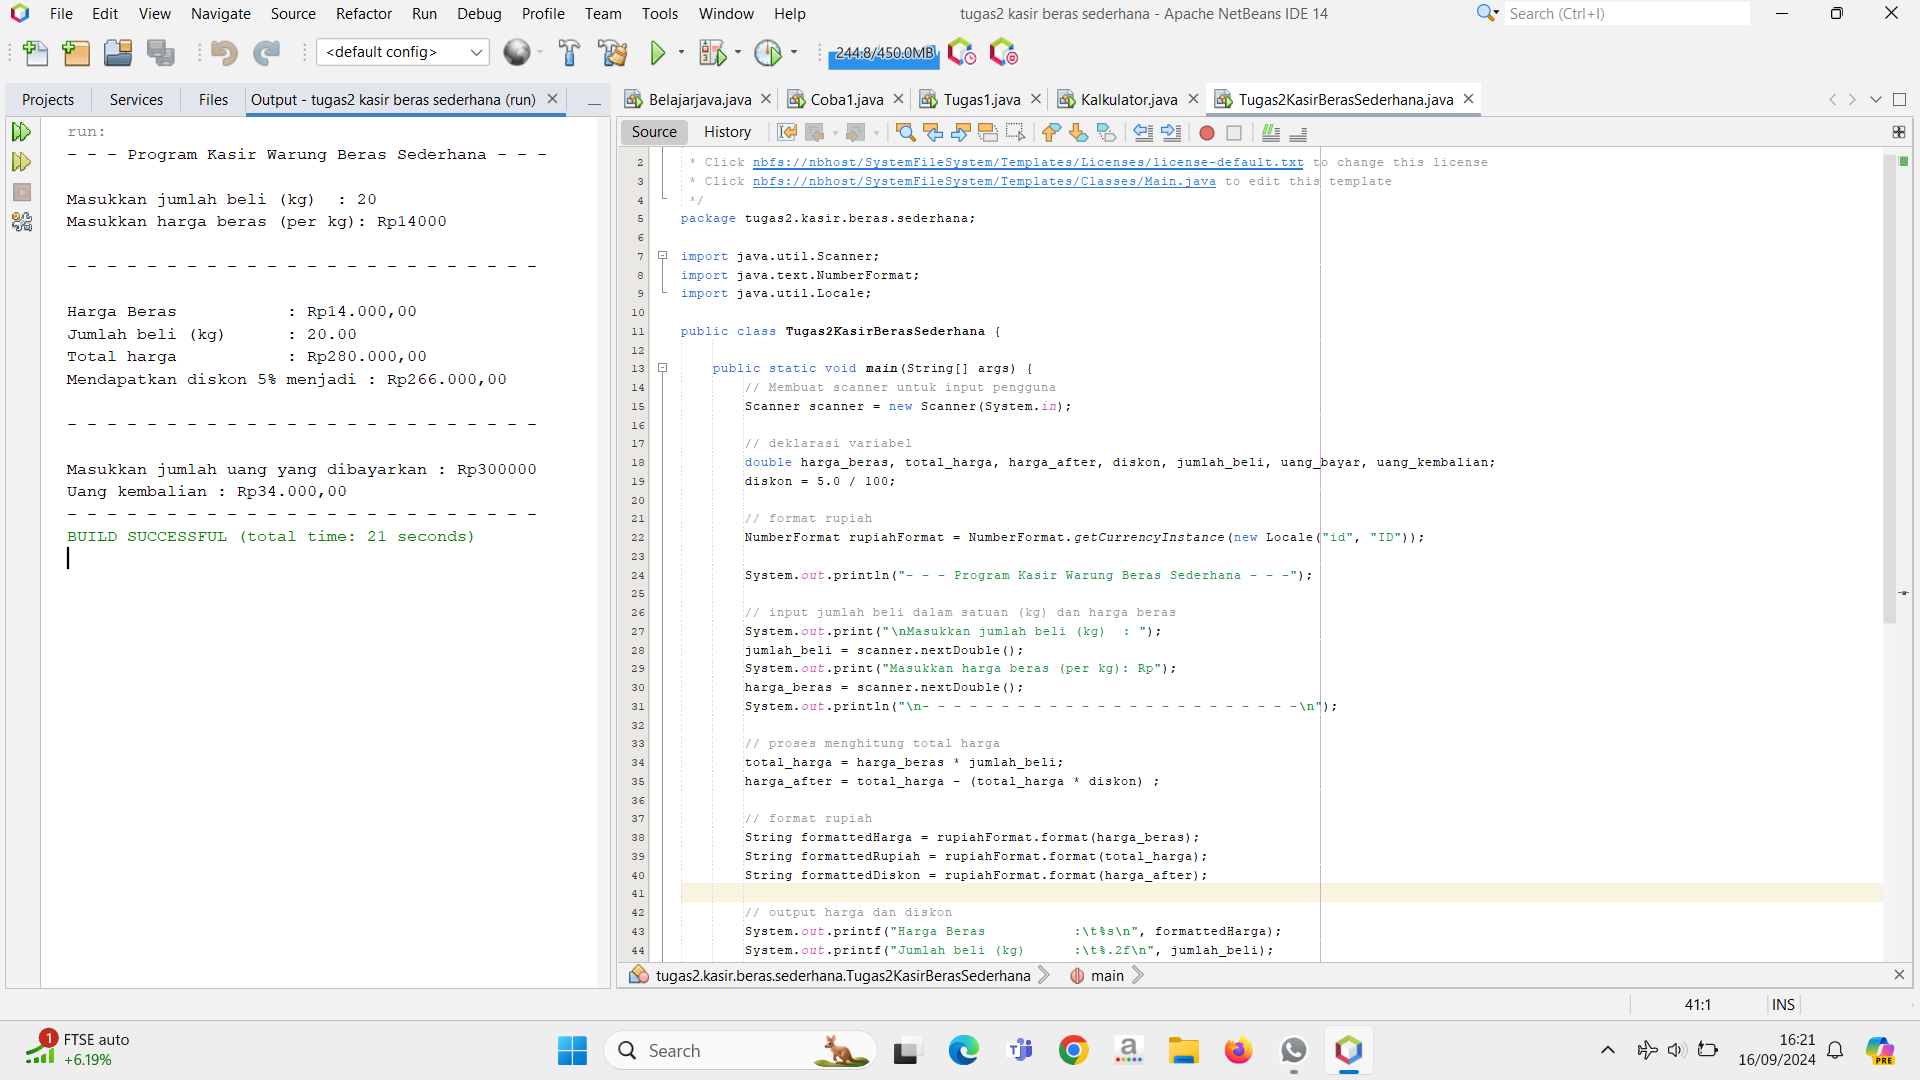 File Edit View Navigate Source Refactor Run Debug Profile Team Tools Window Help
tugas2 kasir beras sederhana - Apache NetBeans IDE 14
Search (Ctrl+I)
<default config>
244.8/450.0MB
Projects Services Files Output - tugas2 kasir beras sederhana (run)
run:
- - - Program Kasir Warung Beras Sederhana - - -
Masukkan jumlah beli (kg)  : 20
Masukkan harga beras (per kg): Rp14000
- - - - - - - - - - - - - - - - - - - - - - - -
Harga Beras : Rp14.000,00
Jumlah beli (kg) : 20.00
Total harga : Rp280.000,00
Mendapatkan diskon 5% menjadi : Rp266.000,00
- - - - - - - - - - - - - - - - - - - - - - - -
Masukkan jumlah uang yang dibayarkan : Rp300000
Uang kembalian : Rp34.000,00
- - - - - - - - - - - - - - - - - - - - - - - -
BUILD SUCCESSFUL (total time: 21 seconds)
Belajarjava.java Coba1.java Tugas1.java Kalkulator.java Tugas2KasirBerasSederhana.java
Source History
2 * Click nbfs://nbhost/SystemFileSystem/Templates/Licenses/license-default.txt to change this license
3 * Click nbfs://nbhost/SystemFileSystem/Templates/Classes/Main.java to edit this template
4 */
5 package tugas2.kasir.beras.sederhana;
6
7 import java.util.Scanner;
8 import java.text.NumberFormat;
9 import java.util.Locale;
10
11 public class Tugas2KasirBerasSederhana {
12
13 public static void main(String[] args) {
14 // Membuat scanner untuk input pengguna
15 Scanner scanner = new Scanner(System.in);
16
17 // deklarasi variabel
18 double harga_beras, total_harga, harga_after, diskon, jumlah_beli, uang_bayar, uang_kembalian;
19 diskon = 5.0 / 100;
20
21 // format rupiah
22 NumberFormat rupiahFormat = NumberFormat.getCurrencyInstance(new Locale("id", "ID"));
23
24 System.out.println("- - - Program Kasir Warung Beras Sederhana - - -");
25
26 // input jumlah beli dalam satuan (kg) dan harga beras
27 System.out.print("\nMasukkan jumlah beli (kg)  : ");
28 jumlah_beli = scanner.nextDouble();
29 System.out.print("Masukkan harga beras (per kg): Rp");
30 harga_beras = scanner.nextDouble();
31 System.out.println("\n- - - - - - - - - - - - - - - - - - - - - - - -\n");
32
33 // proses menghitung total harga
34 total_harga = harga_beras * jumlah_beli;
35 harga_after = total_harga - (total_harga * diskon) ;
36
37 // format rupiah
38 String formattedHarga = rupiahFormat.format(harga_beras);
39 String formattedRupiah = rupiahFormat.format(total_harga);
40 String formattedDiskon = rupiahFormat.format(harga_after);
41
42 // output harga dan diskon
43 System.out.printf("Harga Beras           :\t%s\n", formattedHarga);
44 System.out.printf("Jumlah beli (kg)      :\t%.2f\n", jumlah_beli);
tugas2.kasir.beras.sederhana.Tugas2KasirBerasSederhana main
41:1 INS
1
FTSE auto
+6.19%
Search
16:21
16/09/2024
PRE